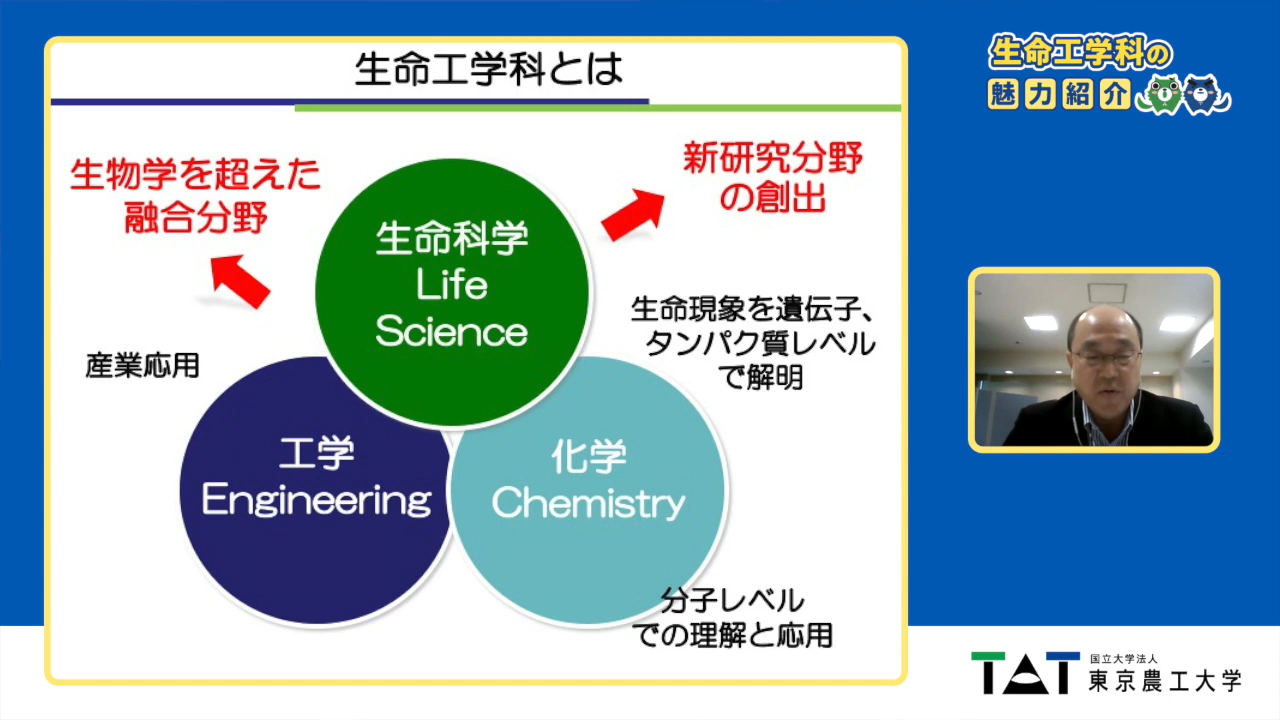 生命工学科とは
生物学を超えた
融合分野
新研究分野
の創出
生命科学
Life
Science
生命現象を遺伝子、
タンパク質レベル
で解明
産業応用
工学
Engineering
化学
Chemistry
分子レベル
での理解と応用
生命工学科の
魅力紹介
TAT
国立大学法人
東京農工大学